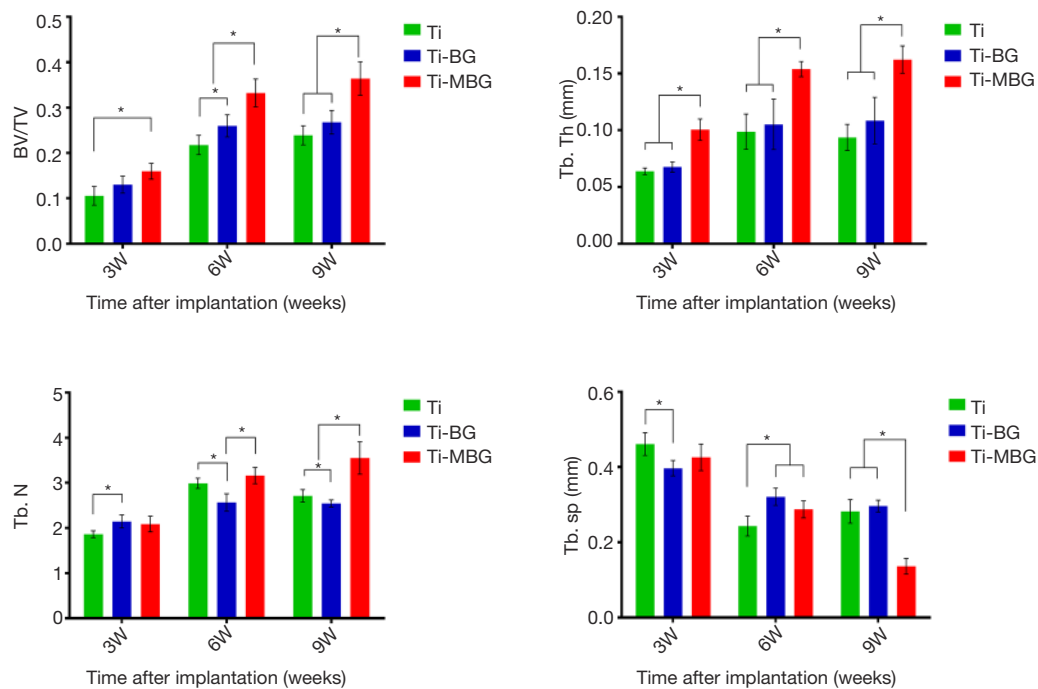 0.5
0.4
0.3
0.2
0.1
0.0
BV/TV
*
*
*
*
3W
6W
9W
Time after implantation (weeks)
Ti
Ti-BG
Ti-MBG
0.20
0.15
0.10
0.05
0.00
Tb. Th (mm)
*
*
*
3W
6W
9W
Time after implantation (weeks)
Ti
Ti-BG
Ti-MBG
5
4
3
2
1
0
Tb. N
*
*
*
*
*
3W
6W
9W
Time after implantation (weeks)
Ti
Ti-BG
Ti-MBG
0.6
0.4
0.2
0.0
Tb. sp (mm)
*
*
*
3W
6W
9W
Time after implantation (weeks)
Ti
Ti-BG
Ti-MBG